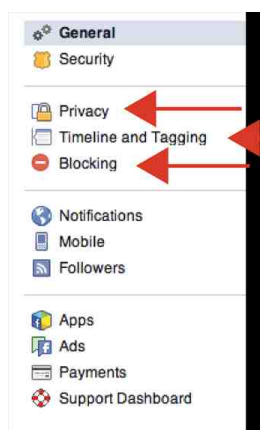 General
Security
Privacy
Timeline and Tagging
Blocking
Notifications
Mobile
Followers
Apps
Ads
Payments
Support Dashboard